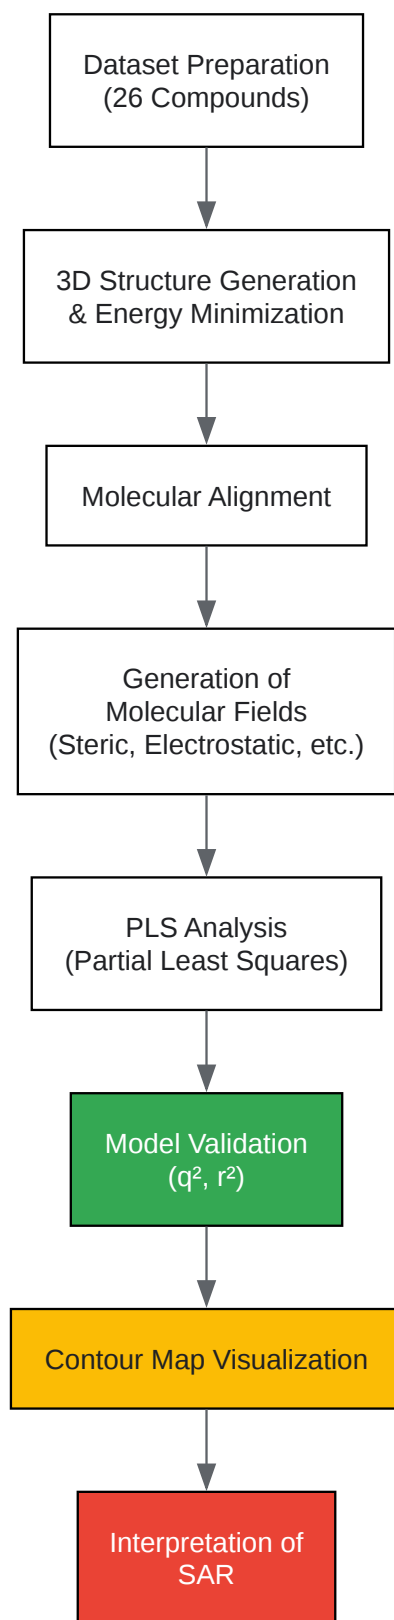 Dataset Preparation
(26 Compounds)
3D Structure Generation
& Energy Minimization
Molecular Alignment
Generation of
Molecular Fields
(Steric, Electrostatic, etc.)
PLS Analysis
(Partial Least Squares)
Model Validation
(q², r²)
Contour Map Visualization
Interpretation of
SAR